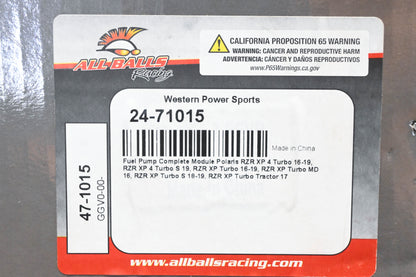 ALL·BALLS
Racing
CALIFORNIA PROPOSITION 65 WARNING
WARNING: CANCER AND REPRODUCTIVE HARM
ADVERTENCIA: CÁNCER Y DAÑOS REPRODUCTIVOS
www.P65Warnings.ca.gov
Western Power Sports
24-71015
Made in China
Fuel Pump Complete Module Polaris RZR XP 4 Turbo 16-19,
RZR XP 4 Turbo S 19, RZR XP Turbo 16-19, RZR XP Turbo MD
16, RZR XP Turbo S 18-19, RZR XP Turbo Tractor 17
47-1015
GGV0-00-
www.allballsracing.com